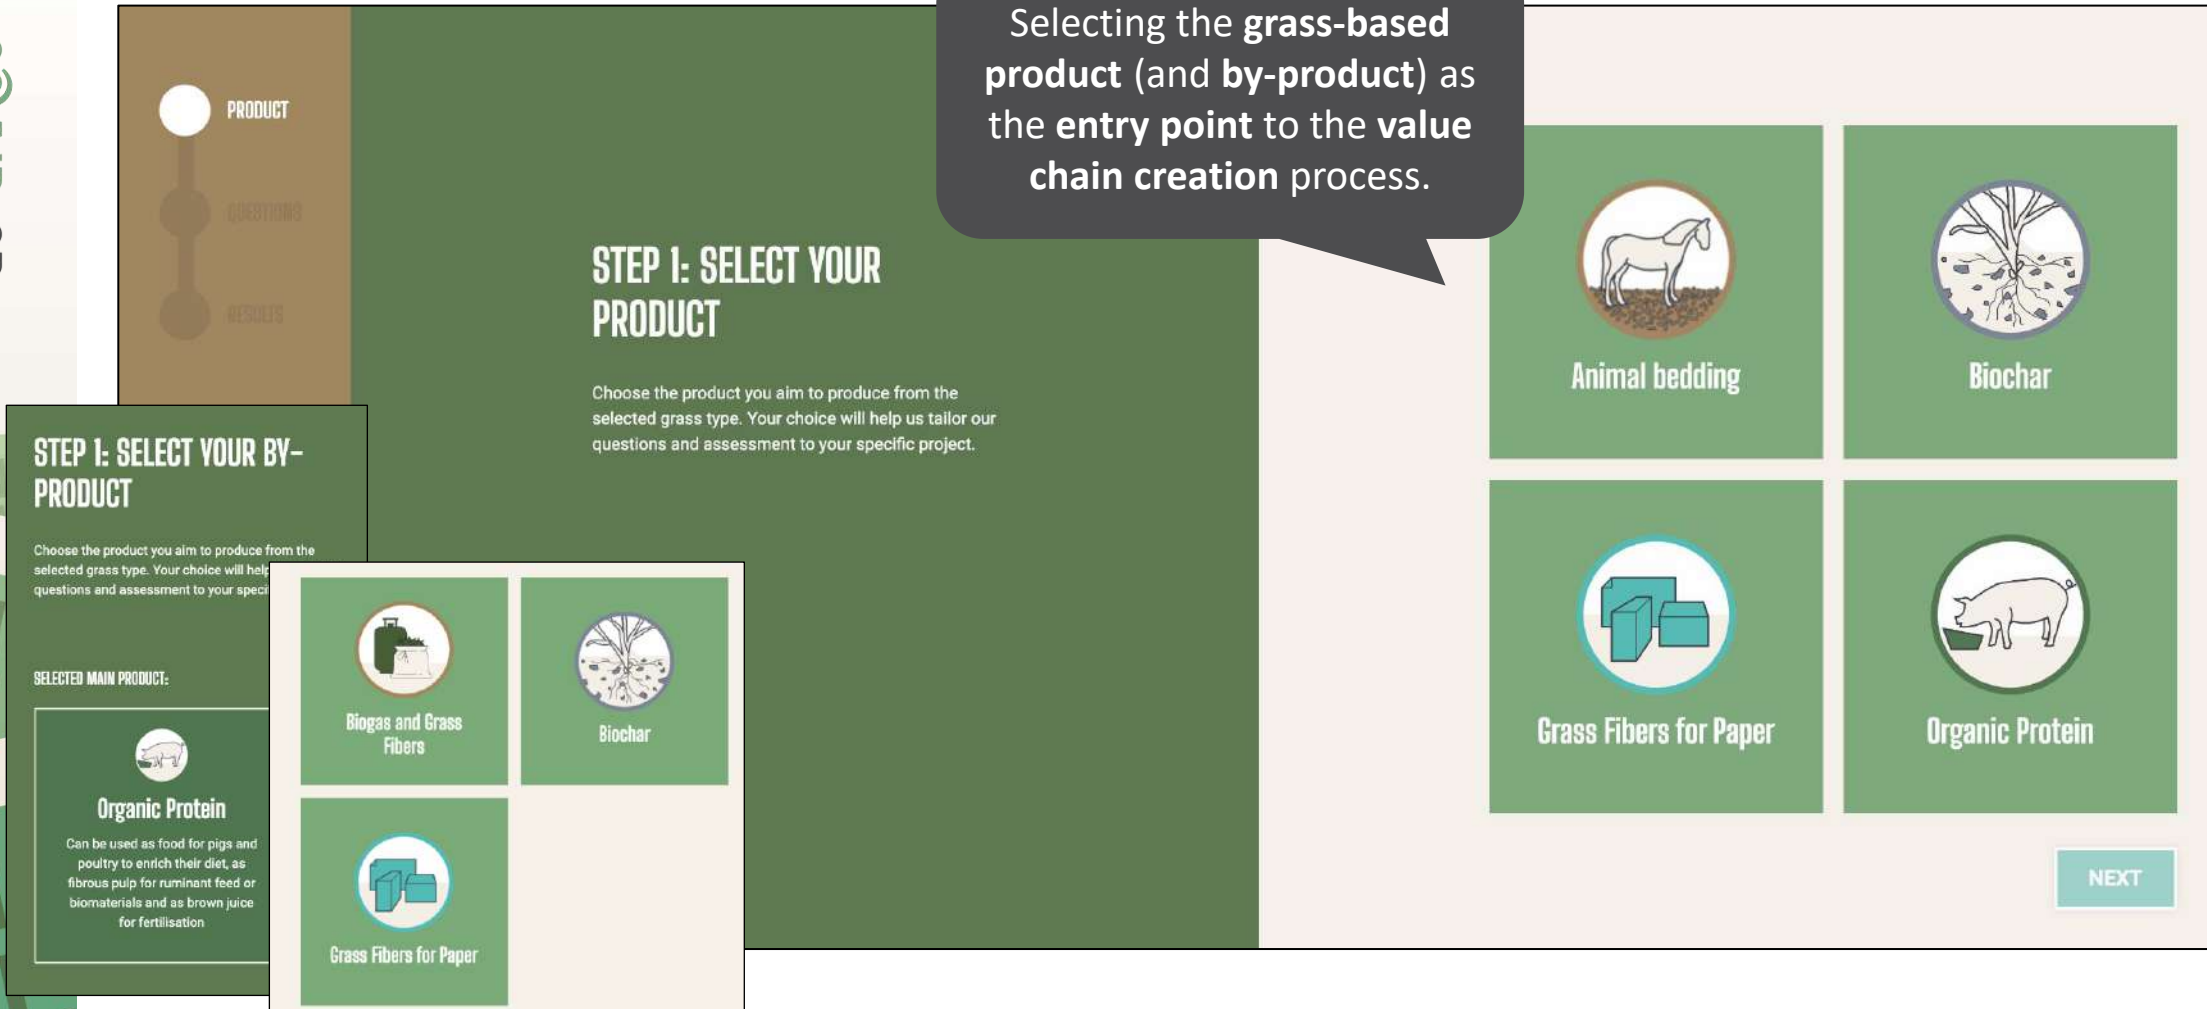 Selecting the grass-based
product (and by-product) as
the entry point to the value
chain creation process.
PRODUCT
QUESTIONS
RESULTS
STEP 1: SELECT YOUR
PRODUCT
Choose the product you aim to produce from the
selected grass type. Your choice will help us tailor our
questions and assessment to your specific project.
Animal bedding
Biochar
Grass Fibers for Paper
Organic Protein
NEXT
STEP 1: SELECT YOUR BY-
PRODUCT
Choose the product you aim to produce from the
selected grass type. Your choice will help
questions and assessment to your speci
SELECTED MAIN PRODUCT:
Organic Protein
Can be used as food for pigs and
poultry to enrich their diet, as
fibrous pulp for ruminant feed or
biomaterials and as brown juice
for fertilisation
Biogas and Grass
Fibers
Biochar
Grass Fibers for Paper